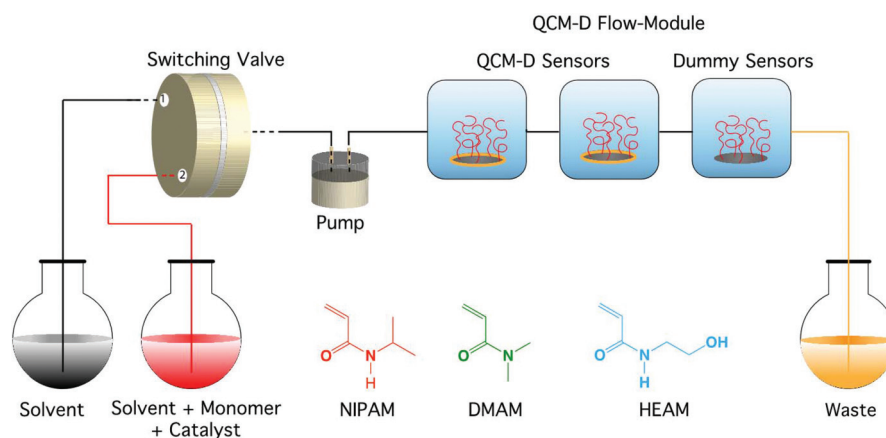 QCM-D Flow-Module
Switching Valve
QCM-D Sensors
Dummy Sensors
1
2
Pump
O
N
H
O
N
O
N
H
OH
Solvent
Solvent + Monomer
+ Catalyst
NIPAM
DMAM
HEAM
Waste